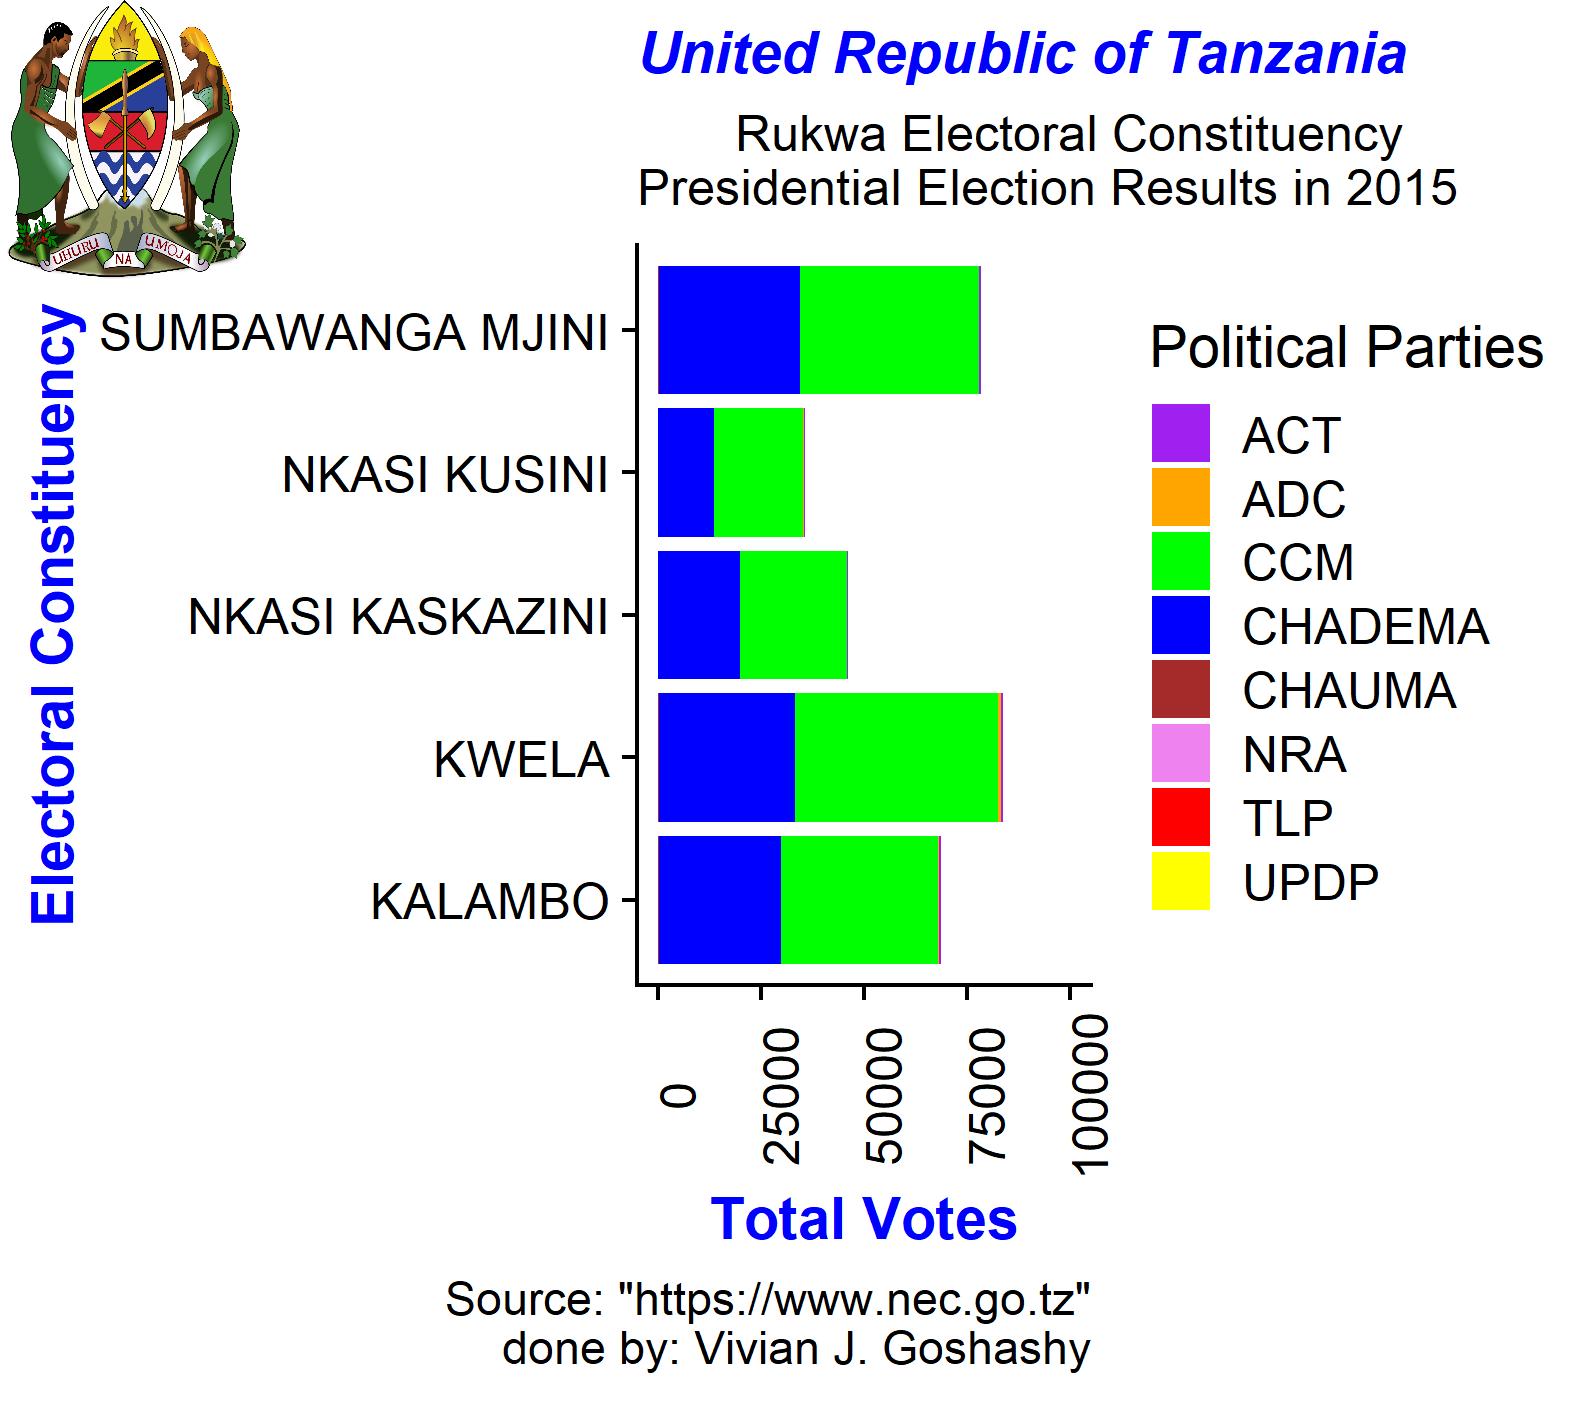 United Republic of Tanzania
Rukwa Electoral Constituency
Presidential Election Results in 2015
UHURU NA UMOJA
Electoral Constituency
SUMBAWANGA MJINI
NKASI KUSINI
NKASI KASKAZINI
KWELA
KALAMBO
0
25000
50000
75000
100000
Total Votes
Political Parties
ACT
ADC
CCM
CHADEMA
CHAUMA
NRA
TLP
UPDP
Source: "https://www.nec.go.tz"
done by: Vivian J. Goshashy